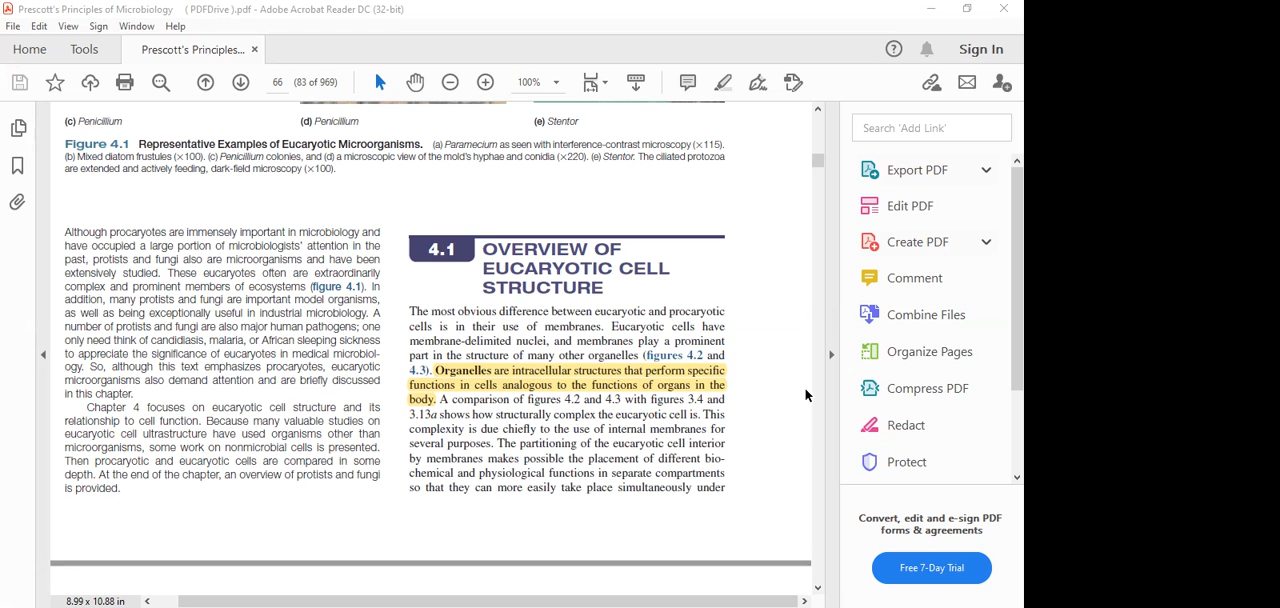 Prescott's Principles of Microbiology (PDFDrive ).pdf - Adobe Acrobat Reader DC (32-bit)
File Edit View Sign Window Help
Home Tools Prescott's Principles... × Sign In
66 (83 of 969) 100%
(c) Penicillium (d) Penicillium (e) Stentor
Figure 4.1 Representative Examples of Eucaryotic Microorganisms. (a) Paramecium as seen with interference-contrast microscopy (×115).
(b) Mixed diatom frustules (×100). (c) Penicillium colonies, and (d) a microscopic view of the mold's hyphae and conidia (×220). (e) Stentor. The ciliated protozoa
are extended and actively feeding, dark-field microscopy (×100).
Although procaryotes are immensely important in microbiology and
have occupied a large portion of microbiologists' attention in the
past, protists and fungi also are microorganisms and have been
extensively studied. These eucaryotes often are extraordinarily
complex and prominent members of ecosystems (figure 4.1). In
addition, many protists and fungi are important model organisms,
as well as being exceptionally useful in industrial microbiology. A
number of protists and fungi are also major human pathogens; one
only need think of candidiasis, malaria, or African sleeping sickness
to appreciate the significance of eucaryotes in medical microbiol-
ogy. So, although this text emphasizes procaryotes, eucaryotic
microorganisms also demand attention and are briefly discussed
in this chapter.
Chapter 4 focuses on eucaryotic cell structure and its
relationship to cell function. Because many valuable studies on
eucaryotic cell ultrastructure have used organisms other than
microorganisms, some work on nonmicrobial cells is presented.
Then procaryotic and eucaryotic cells are compared in some
depth. At the end of the chapter, an overview of protists and fungi
is provided.
4.1 OVERVIEW OF
EUCARYOTIC CELL
STRUCTURE
The most obvious difference between eucaryotic and procaryotic
cells is in their use of membranes. Eucaryotic cells have
membrane-delimited nuclei, and membranes play a prominent
part in the structure of many other organelles (figures 4.2 and
4.3). Organelles are intracellular structures that perform specific
functions in cells analogous to the functions of organs in the
body. A comparison of figures 4.2 and 4.3 with figures 3.4 and
3.13a shows how structurally complex the eucaryotic cell is. This
complexity is due chiefly to the use of internal membranes for
several purposes. The partitioning of the eucaryotic cell interior
by membranes makes possible the placement of different bio-
chemical and physiological functions in separate compartments
so that they can more easily take place simultaneously under
8.99 x 10.88 in
Search 'Add Link'
Export PDF
Edit PDF
Create PDF
Comment
Combine Files
Organize Pages
Compress PDF
Redact
Protect
Convert, edit and e-sign PDF
forms & agreements
Free 7-Day Trial